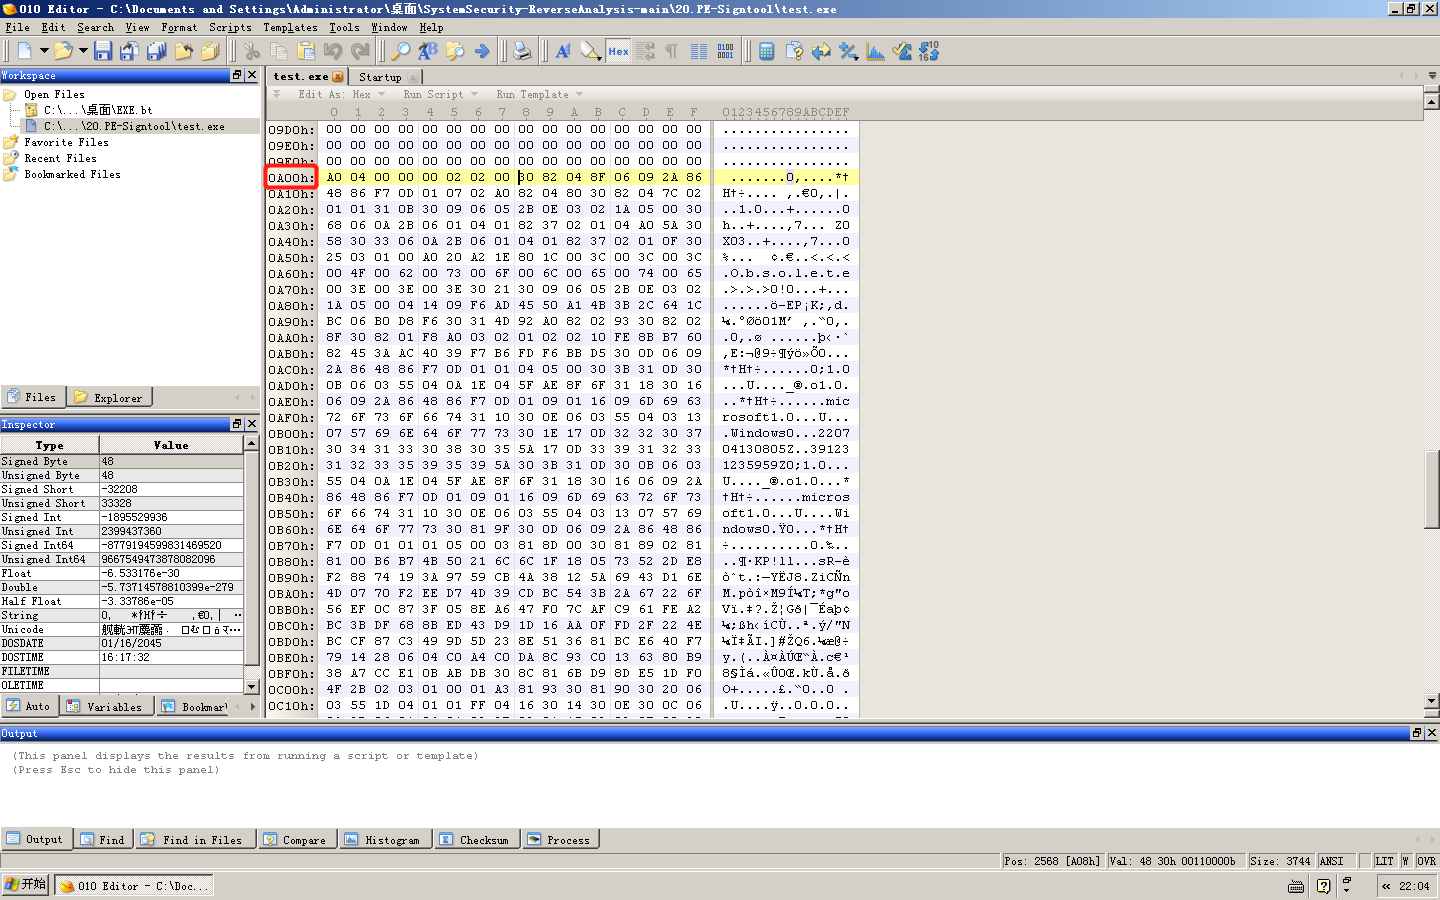 010 Editor - C:\Documents and Settings\Administrator\桌面\SystemSecurity-ReverseAnalysis-main\20.PE-Signtool\test.exe
File Edit Search View Format Scripts Templates Tools Window Help
Workspace
Open Files
C:\...\桌面\EXE.bt
C:\...\20.PE-Signtool\test.exe
Favorite Files
Recent Files
Bookmarked Files
Files Explorer
Inspector
Type Value
Signed Byte 48
Unsigned Byte 48
Signed Short -32208
Unsigned Short 33328
Signed Int -1895529936
Unsigned Int 2399437360
Signed Int64 -8779194599831469520
Unsigned Int64 9667549473878082096
Float -6.533176e-30
Double -5.73714578810399e-279
Half Float -3.33786e-05
String
Unicode
DOSDATE 01/16/2045
DOSTIME 16:17:32
FILETIME
OLETIME
Auto Variables Bookmar
test.exe Startup
Edit As: Hex Run Script Run Template
0 1 2 3 4 5 6 7 8 9 A B C D E F 0123456789ABCDEF
09D0h: 00 00 00 00 00 00 00 00 00 00 00 00 00 00 00 00 ................
09E0h: 00 00 00 00 00 00 00 00 00 00 00 00 00 00 00 00 ................
09F0h: 00 00 00 00 00 00 00 00 00 00 00 00 00 00 00 00 ................
0A00h: A0 04 00 00 00 02 02 00 30 82 04 8F 06 09 2A 86 .......0,....*†
0A10h: 48 86 F7 0D 01 07 02 A0 82 04 80 30 82 04 7C 02 H†÷.... ,.€0,.|.
0A20h: 01 01 31 0B 30 09 06 05 2B 0E 03 02 1A 05 00 30 ..1.0...+......0
0A30h: 68 06 0A 2B 06 01 04 01 82 37 02 01 04 A0 5A 30 h..+....,7... Z0
0A40h: 58 30 33 06 0A 2B 06 01 04 01 82 37 02 01 0F 30 X03..+....,7...0
0A50h: 25 03 01 00 A0 20 A2 1E 80 1C 00 3C 00 3C 00 3C %... ¢.€..<.<.<
0A60h: 00 4F 00 62 00 73 00 6F 00 6C 00 65 00 74 00 65 .O.b.s.o.l.e.t.e
0A70h: 00 3E 00 3E 00 3E 30 21 30 09 06 05 2B 0E 03 02 .>.>.>0!0...+...
0A80h: 1A 05 00 04 14 09 F6 AD 45 50 A1 4B 3B 2C 64 1C ......ö-EP¡K;,d.
0A90h: BC 06 B0 D8 F6 30 31 4D 92 A0 82 02 93 30 82 02 ¼.°Øö01M’ ,.“0,.
0AA0h: 8F 30 82 01 F8 A0 03 02 01 02 02 10 FE 8B B7 60 .0,.ø ......þ‹·`
0AB0h: 82 45 3A AC 40 39 F7 B6 FD F6 BB D5 30 0D 06 09 ,E:¬@9÷¶ýö»Õ0...
0AC0h: 2A 86 48 86 F7 0D 01 01 04 05 00 30 3B 31 0D 30 *†H†÷......0;1.0
0AD0h: 0B 06 03 55 04 0A 1E 04 5F AE 8F 6F 31 18 30 16 ...U...._®.o1.0.
0AE0h: 06 09 2A 86 48 86 F7 0D 01 09 01 16 09 6D 69 63 ..*†H†÷......mic
0AF0h: 72 6F 73 6F 66 74 31 10 30 0E 06 03 55 04 03 13 rosoft1.0...U...
0B00h: 07 57 69 6E 64 6F 77 73 30 1E 17 0D 32 32 30 37 .Windows0...2207
0B10h: 30 34 31 33 30 38 30 35 5A 17 0D 33 39 31 32 33 04130805Z..39123
0B20h: 31 32 33 35 39 35 39 5A 30 3B 31 0D 30 0B 06 03 1235959Z0;1.0...
0B30h: 55 04 0A 1E 04 5F AE 8F 6F 31 18 30 16 06 09 2A U...._®.o1.0...*
0B40h: 86 48 86 F7 0D 01 09 01 16 09 6D 69 63 72 6F 73 †H†÷......micros
0B50h: 6F 66 74 31 10 30 0E 06 03 55 04 03 13 07 57 69 oft1.0...U....Wi
0B60h: 6E 64 6F 77 73 30 81 9F 30 0D 06 09 2A 86 48 86 ndows0.Ÿ0...*†H†
0B70h: F7 0D 01 01 01 05 00 03 81 8D 00 30 81 89 02 81 ÷..........0.‰..
0B80h: 81 00 B6 B7 4B 50 21 6C 6C 1F 18 05 73 52 2D E8 ..¶·KP!ll...sR-è
0B90h: F2 88 74 19 3A 97 59 CB 4A 38 12 5A 69 43 D1 6E òˆt.:—YËJ8.ZiCÑn
0BA0h: 4D 07 70 F2 EE D7 4D 39 CD BC 54 3B 2A 67 22 6F M.pòî×M9Í¼T;*g"o
0BB0h: 56 EF 0C 87 3F 05 8E A6 47 F0 7C AF C9 61 FE A2 Vï.‡?.Ž¦Gð|¯Éaþ¢
0BC0h: BC 3B DF 68 8B ED 43 D9 1D 16 AA 0F FD 2F 22 4E ¼;ßh‹íCÙ..ª.ý/"N
0BD0h: BC CF 87 C3 49 9D 5D 23 8E 51 36 81 BC E6 40 F7 ¼Ï‡ÃI.]#ŽQ6.¼æ@÷
0BE0h: 79 14 28 06 04 C0 A4 C0 DA 8C 93 C0 13 63 80 B9 y.(..À¤ÀÚŒ“À.c€¹
0BF0h: 38 A7 CC E1 0B AB DB 30 8C 81 6B D9 8D E5 1D F0 8§Ìá.«Û0Œ.kÙ.å.ð
0C00h: 4F 2B 02 03 01 00 01 A3 81 93 30 81 90 30 20 06 O+.....£.“0..0 .
0C10h: 03 55 1D 04 01 01 FF 04 16 30 14 30 0E 30 0C 06 .U....ÿ..0.0.0..
Output
(This panel displays the results from running a script or template)
(Press Esc to hide this panel)
Output Find Find in Files Compare Histogram Checksum Process
Pos: 2568 [A08h] Val: 48 30h 00110000b Size: 3744 ANSI LIT W OVR
开始 010 Editor - C:\Doc... « 22:04